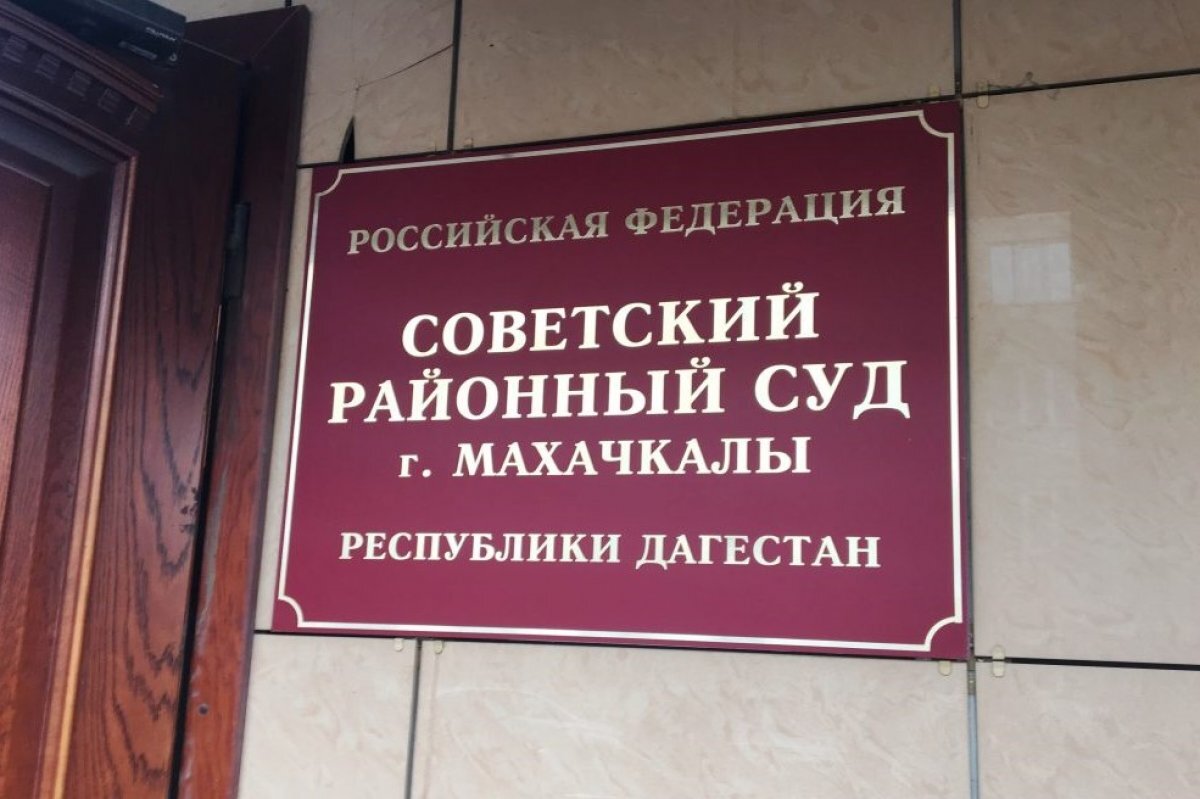 РОССИЙСКАЯ ФЕДЕРАЦИЯ
СОВЕТСКИЙ
РАЙОННЫЙ СУД
г. МАХАЧКАЛЫ
РЕСПУБЛИКИ ДАГЕСТАН